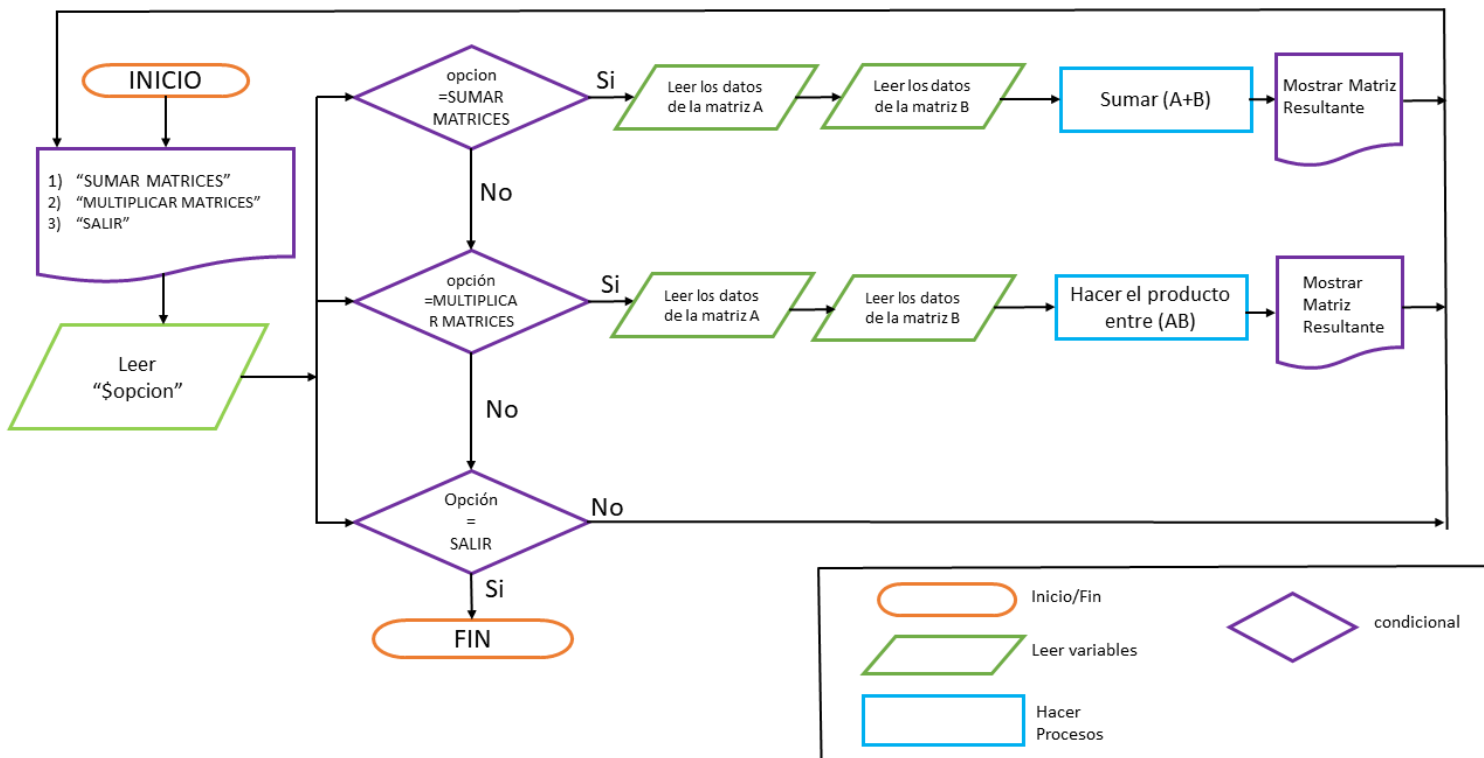 INICIO
1) “SUMAR MATRICES”
2) “MULTIPLICAR MATRICES”
3) “SALIR”
Leer
“$opcion”
opcion
=SUMAR
MATRICES
Si
Leer los datos
de la matriz A
Leer los datos
de la matriz B
Sumar (A+B)
Mostrar Matriz
Resultante
No
opción
=MULTIPLICA
R MATRICES
Si
Leer los datos
de la matriz A
Leer los datos
de la matriz B
Hacer el producto
entre (AB)
Mostrar
Matriz
Resultante
No
Opción
=
SALIR
No
Si
FIN
Inicio/Fin
condicional
Leer variables
Hacer
Procesos